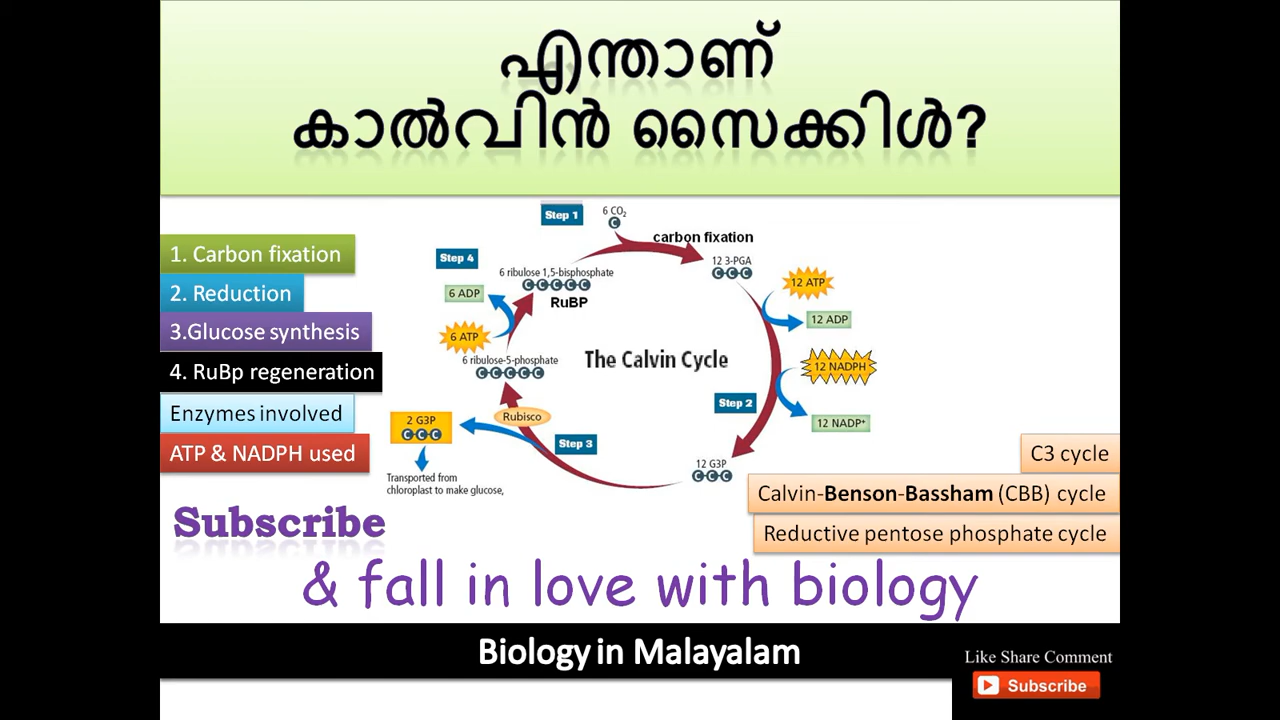 എന്താണ്
കാൽവിൻ സൈക്കിൾ?
1. Carbon fixation
2. Reduction
3.Glucose synthesis
4. RuBp regeneration
Enzymes involved
ATP & NADPH used
Step 1
6 CO₂
C
carbon fixation
12 3-PGA
C C C
12 ATP
12 ADP
12 NADPH
12 NADP⁺
Step 2
12 G3P
C C C
Step 3
Rubisco
2 G3P
C C C
Transported from
chloroplast to make glucose,
6 ribulose-5-phosphate
C C C C C
6 ATP
6 ADP
Step 4
6 ribulose 1,5-bisphosphate
C C C C C
RuBP
The Calvin Cycle
C3 cycle
Calvin-Benson-Bassham (CBB) cycle
Reductive pentose phosphate cycle
Subscribe
& fall in love with biology
Biology in Malayalam
Like Share Comment
Subscribe